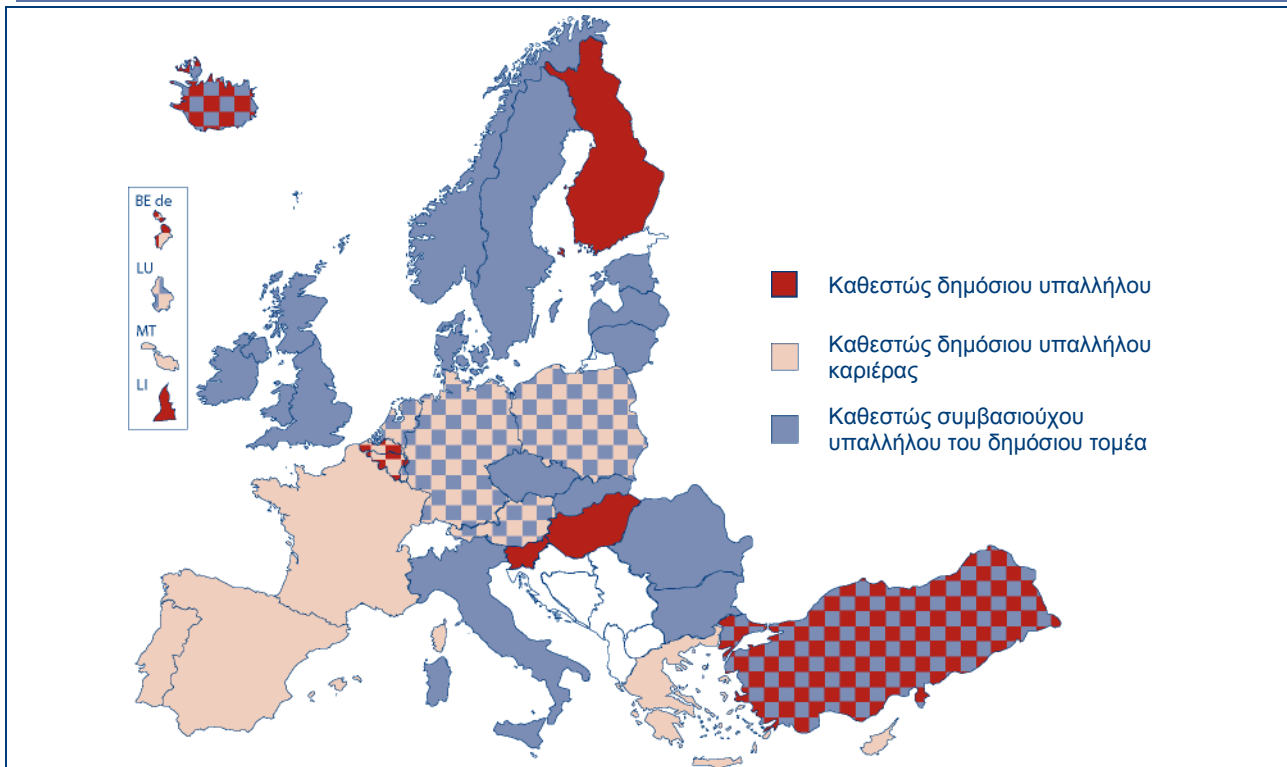 BE de
LU
MT
LI
Καθεστώς δημόσιου υπαλλήλου
Καθεστώς δημόσιου υπαλλήλου
καριέρας
Καθεστώς συμβασιούχου
υπαλλήλου του δημόσιου τομέα